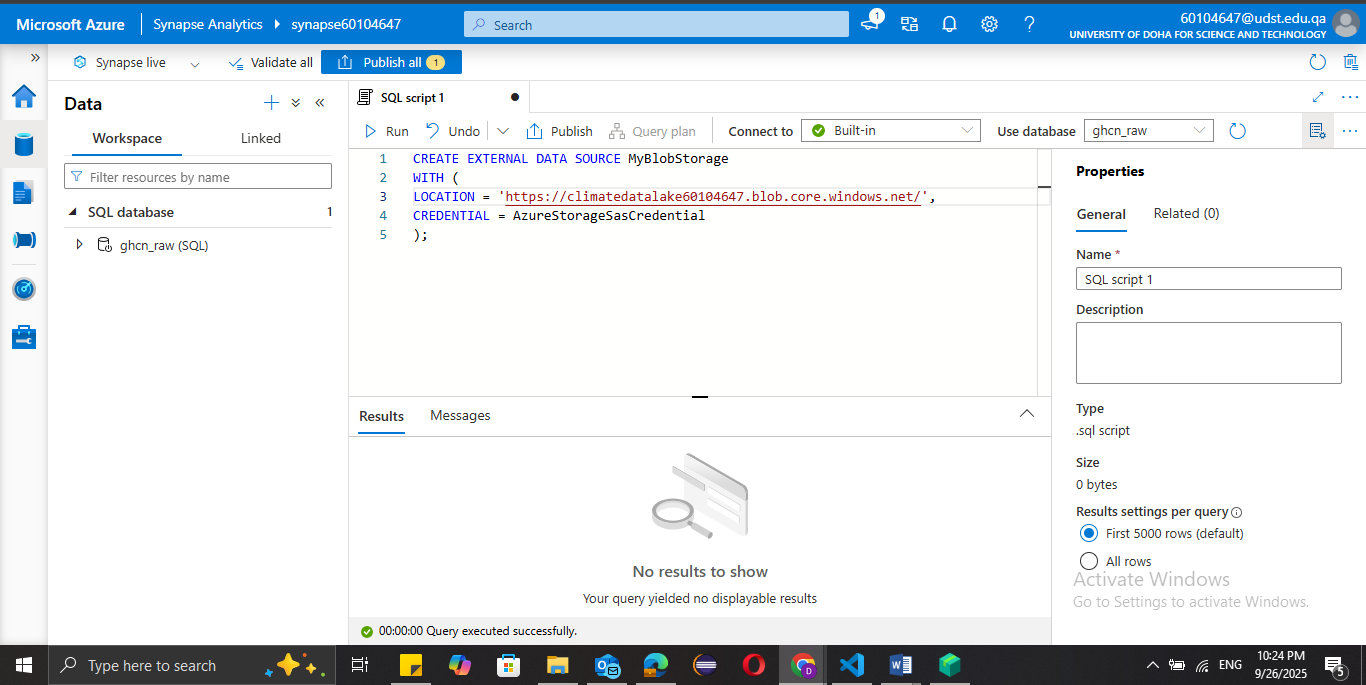 Microsoft Azure
Synapse Analytics
synapse60104647
Search
1
60104647@udst.edu.qa
UNIVERSITY OF DOHA FOR SCIENCE AND TECHNOLOGY
Synapse live
Validate all
Publish all 1
Data
Workspace
Linked
Filter resources by name
SQL database 1
ghcn_raw (SQL)
SQL script 1
Run
Undo
Publish
Query plan
Connect to
Built-in
Use database
ghcn_raw
1 CREATE EXTERNAL DATA SOURCE MyBlobStorage
2 WITH (
3 LOCATION = 'https://climatedatalake60104647.blob.core.windows.net/',
4 CREDENTIAL = AzureStorageSasCredential
5 );
Results
Messages
No results to show
Your query yielded no displayable results
00:00:00 Query executed successfully.
Properties
General
Related (0)
Name *
SQL script 1
Description
Type
.sql script
Size
0 bytes
Results settings per query
First 5000 rows (default)
All rows
Activate Windows
Go to Settings to activate Windows.
Type here to search
ENG
10:24 PM
9/26/2025
5